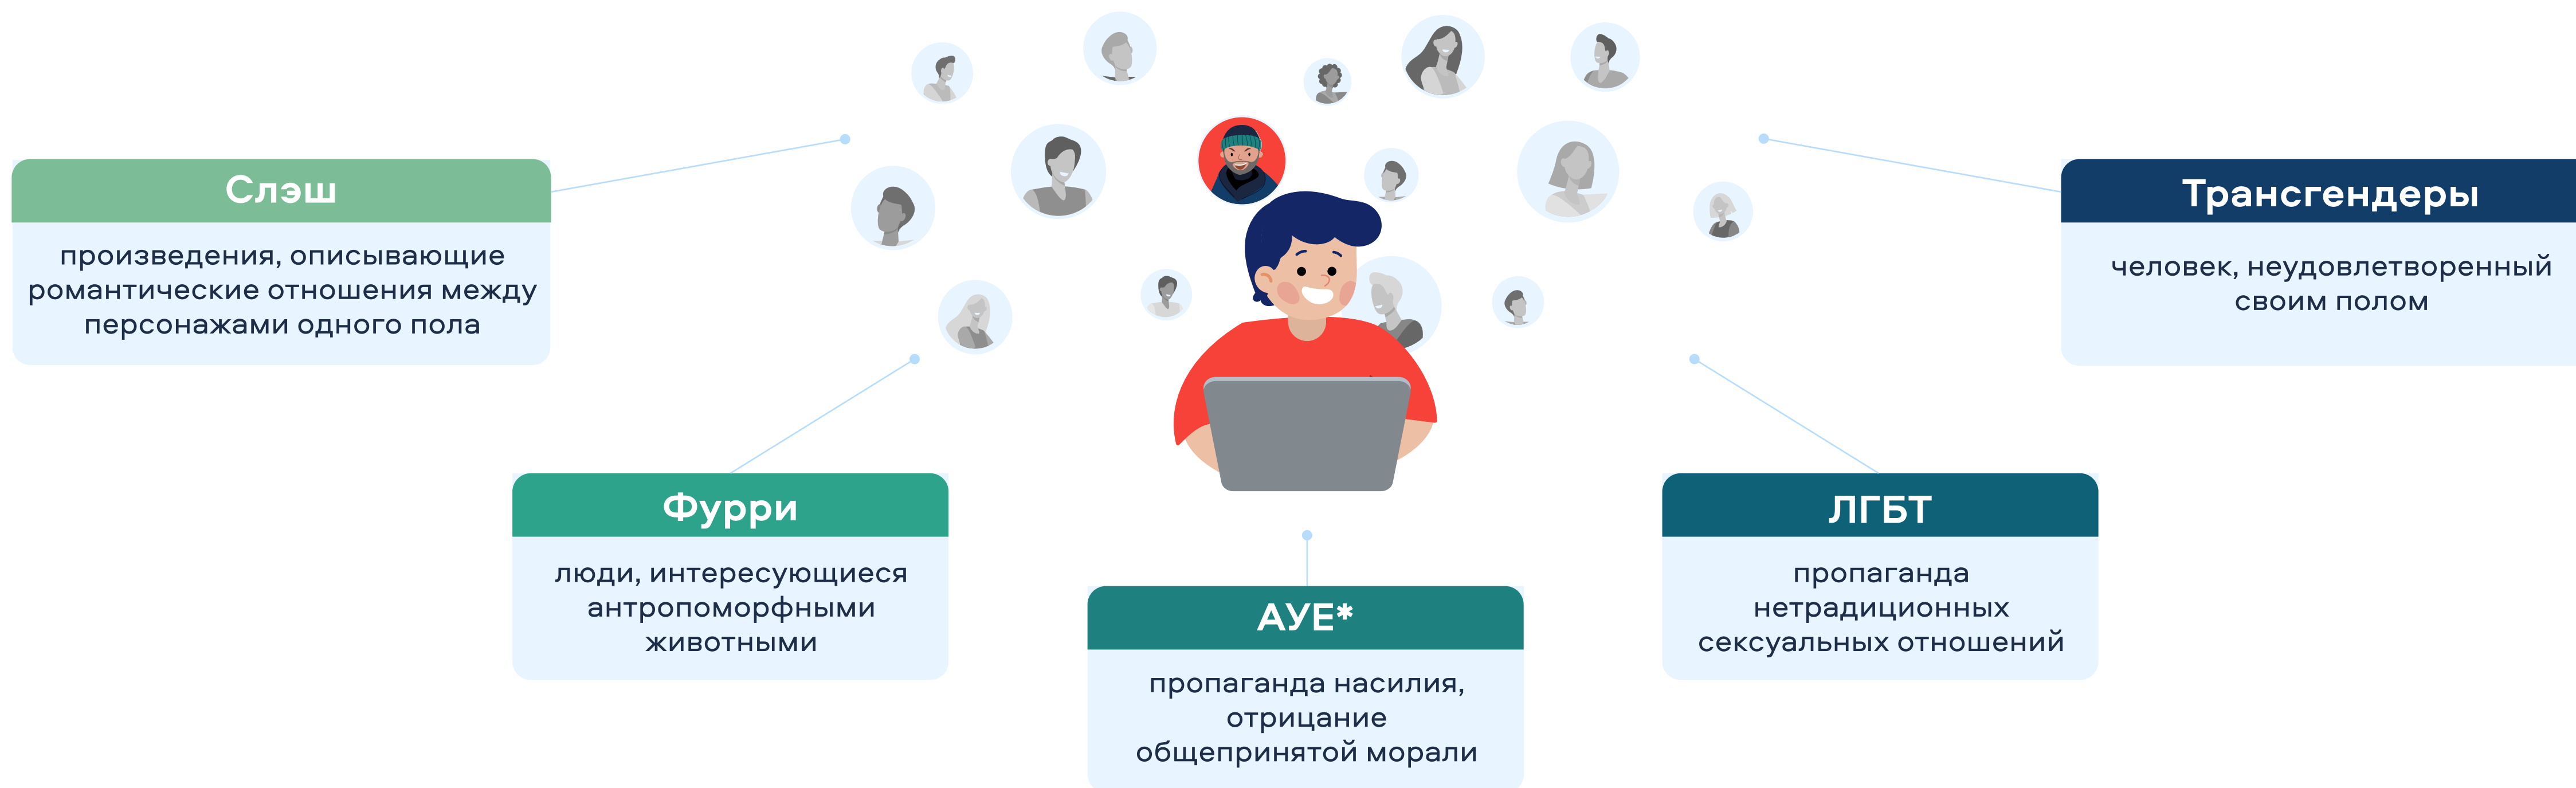 Слэш
произведения, описывающие
романтические отношения между
персонажами одного пола
Фурри
люди, интересующиеся
антропоморфными
животными
АУЕ*
пропаганда насилия,
отрицание
общепринятой морали
ЛГБТ
пропаганда
нетрадиционных
сексуальных отношений
Трансгендеры
человек, неудовлетворенный
своим полом